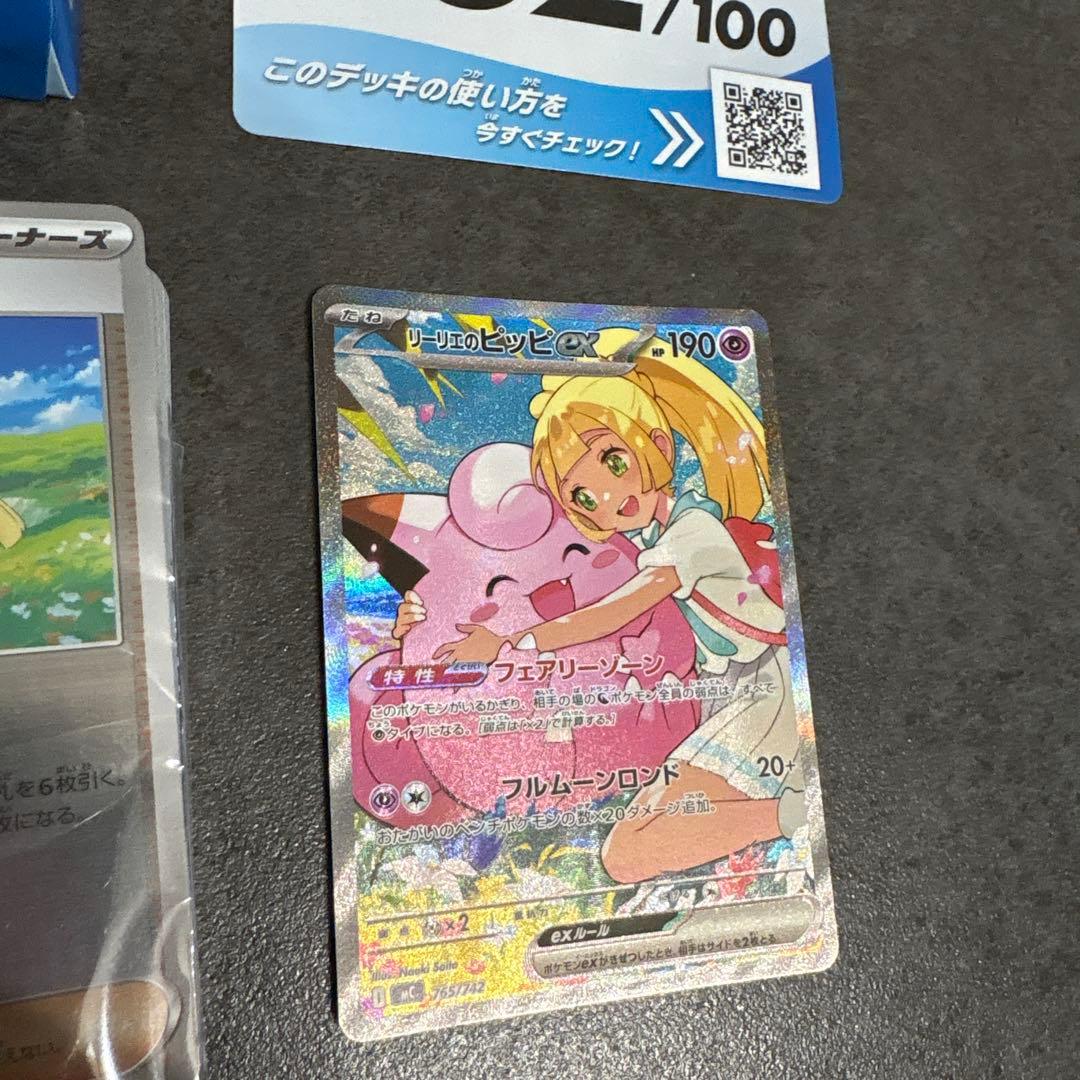 /100
このデッキの使い方を
今すぐチェック!
ーナーズ
を6枚引く。
枚になる。
たね
リーリエのピッピex
HP 190
特性 フェアリーゾーン
このポケモンがいるかぎり、相手の場のポケモン全員の弱点は、すべて
タイプになる。[弱点は「×2」で計算する。]
フルムーンロンド 20+
おたがいのベンチポケモンの数×20ダメージ追加。
×2
exルール
ポケモンexがきぜつしたとき、相手はサイドを2枚とる。
Illus. Naoki Saito
MC 765/742